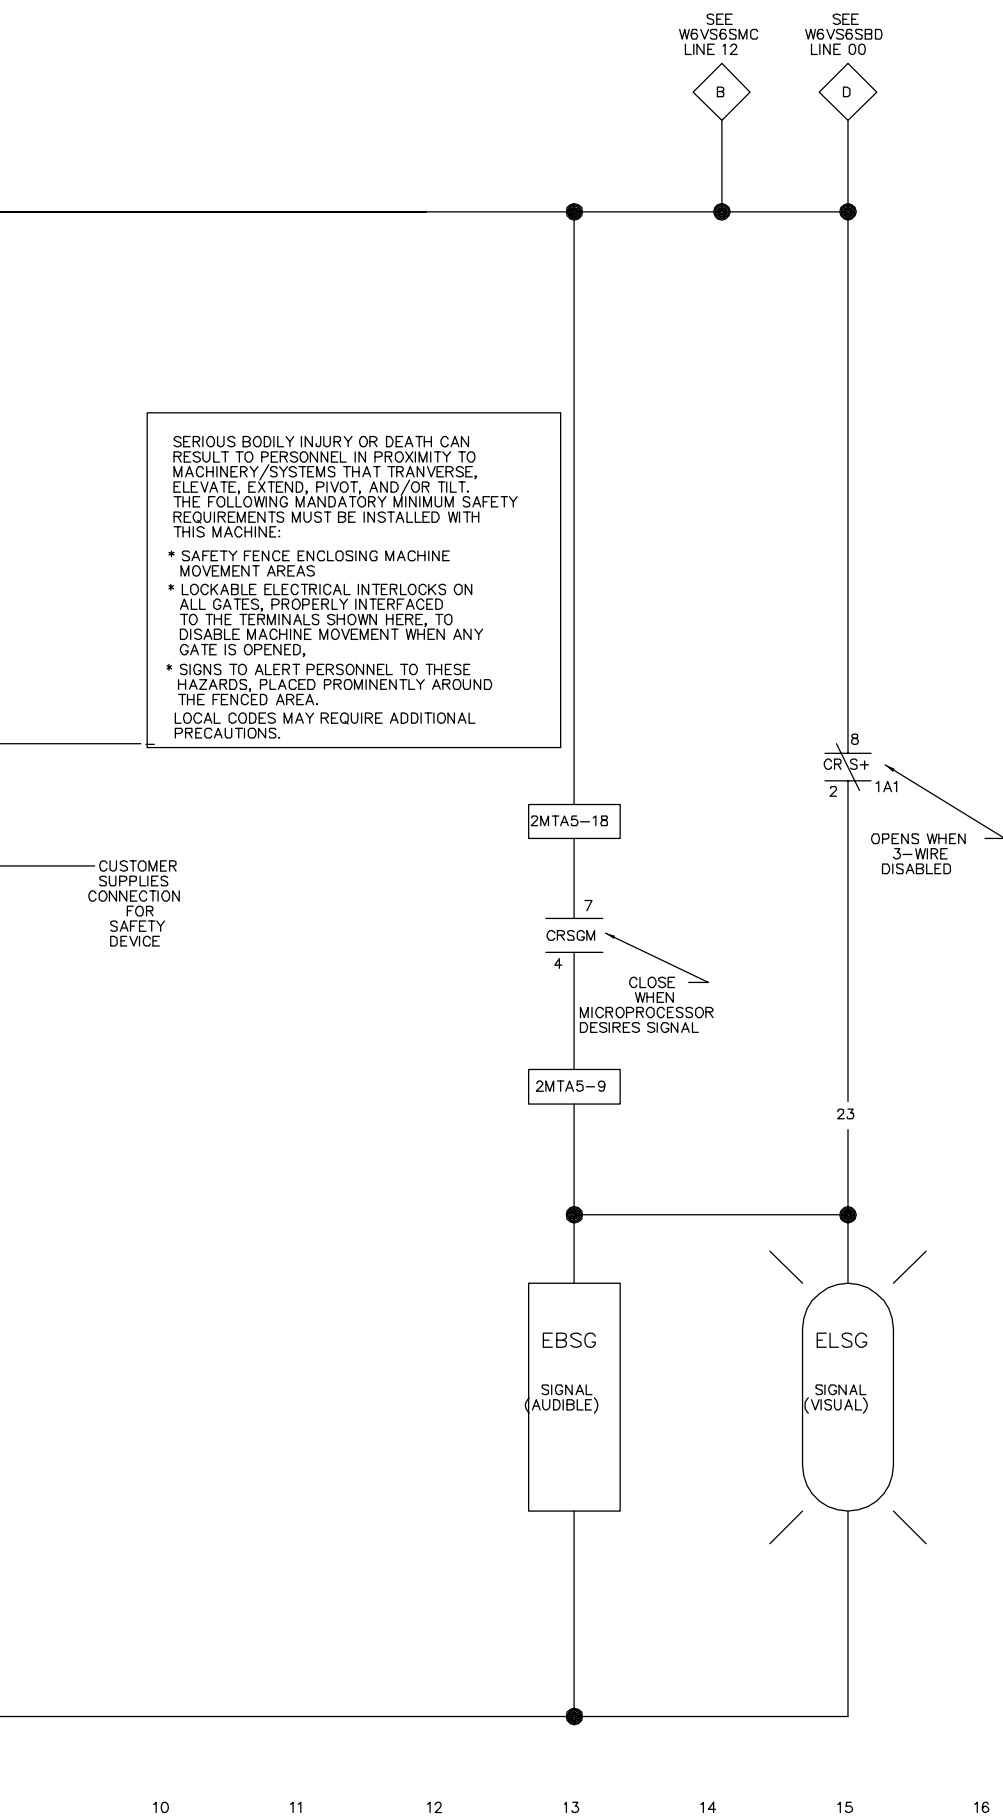 SEE
W6VS6SMC
LINE 12
SEE
W6VS6SBD
LINE 00
B
D
SERIOUS BODILY INJURY OR DEATH CAN
RESULT TO PERSONNEL IN PROXIMITY TO
MACHINERY/SYSTEMS THAT TRANVERSE,
ELEVATE, EXTEND, PIVOT, AND/OR TILT.
THE FOLLOWING MANDATORY MINIMUM SAFETY
REQUIREMENTS MUST BE INSTALLED WITH
THIS MACHINE:
* SAFETY FENCE ENCLOSING MACHINE
MOVEMENT AREAS
* LOCKABLE ELECTRICAL INTERLOCKS ON
ALL GATES, PROPERLY INTERFACED
TO THE TERMINALS SHOWN HERE, TO
DISABLE MACHINE MOVEMENT WHEN ANY
GATE IS OPENED,
* SIGNS TO ALERT PERSONNEL TO THESE
HAZARDS, PLACED PROMINENTLY AROUND
THE FENCED AREA.
LOCAL CODES MAY REQUIRE ADDITIONAL
PRECAUTIONS.
8
CR S+
2
1A1
OPENS WHEN
3-WIRE
DISABLED
2MTA5-18
CUSTOMER
SUPPLIES
CONNECTION
FOR
SAFETY
DEVICE
7
CRSGM
4
CLOSE
WHEN
MICROPROCESSOR
DESIRES SIGNAL
2MTA5-9
23
EBSG
SIGNAL
(AUDIBLE)
ELSG
SIGNAL
(VISUAL)
10 11 12 13 14 15 16